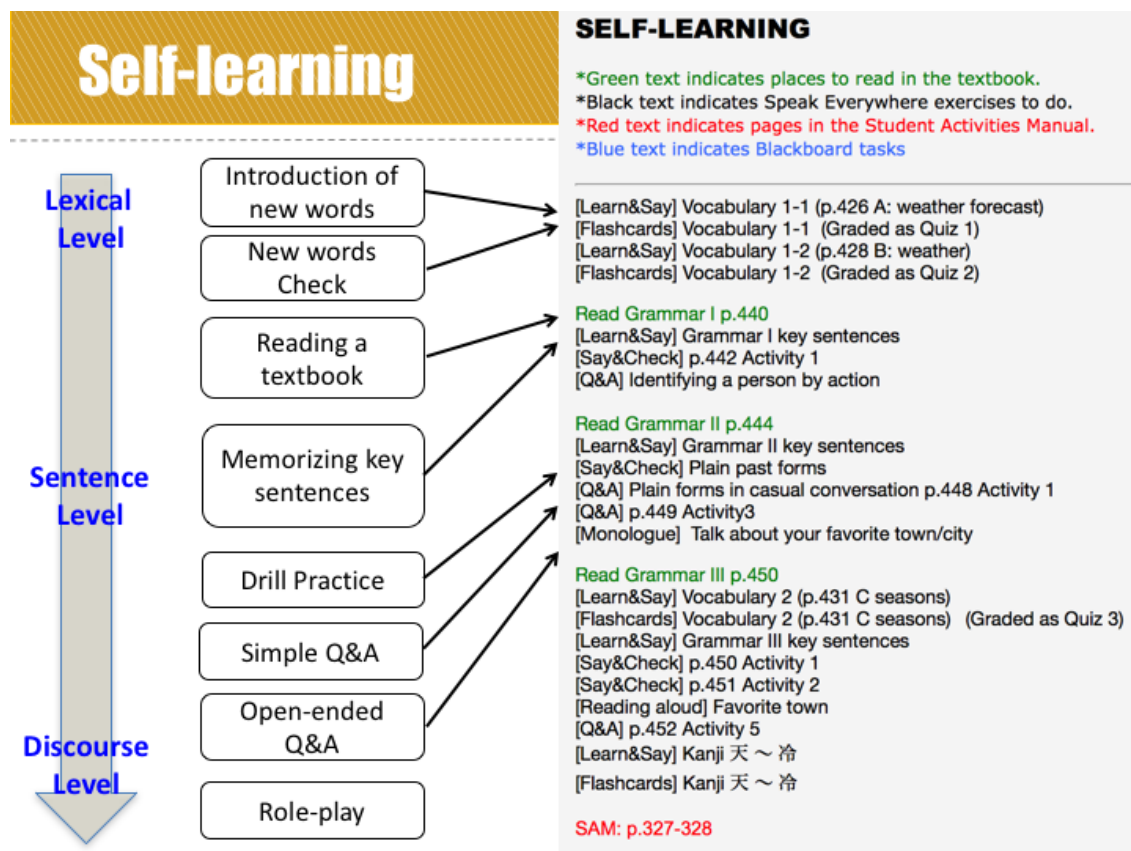 Self-learning
Lexical
Level
Sentence
Level
Discourse
Level
Introduction of
new words
New words
Check
Reading a
textbook
Memorizing key
sentences
Drill Practice
Simple Q&A
Open-ended
Q&A
Role-play
SELF-LEARNING
*Green text indicates places to read in the textbook.
*Black text indicates Speak Everywhere exercises to do.
*Red text indicates pages in the Student Activities Manual.
*Blue text indicates Blackboard tasks
[Learn&Say] Vocabulary 1-1 (p.426 A: weather forecast)
[Flashcards] Vocabulary 1-1 (Graded as Quiz 1)
[Learn&Say] Vocabulary 1-2 (p.428 B: weather)
[Flashcards] Vocabulary 1-2 (Graded as Quiz 2)
Read Grammar I p.440
[Learn&Say] Grammar I key sentences
[Say&Check] p.442 Activity 1
[Q&A] Identifying a person by action
Read Grammar II p.444
[Learn&Say] Grammar II key sentences
[Say&Check] Plain past forms
[Q&A] Plain forms in casual conversation p.448 Activity 1
[Q&A] p.449 Activity3
[Monologue] Talk about your favorite town/city
Read Grammar III p.450
[Learn&Say] Vocabulary 2 (p.431 C seasons)
[Flashcards] Vocabulary 2 (p.431 C seasons) (Graded as Quiz 3)
[Learn&Say] Grammar III key sentences
[Say&Check] p.450 Activity 1
[Say&Check] p.451 Activity 2
[Reading aloud] Favorite town
[Q&A] p.452 Activity 5
[Learn&Say] Kanji 天 ～ 冷
[Flashcards] Kanji 天 ～ 冷
SAM: p.327-328